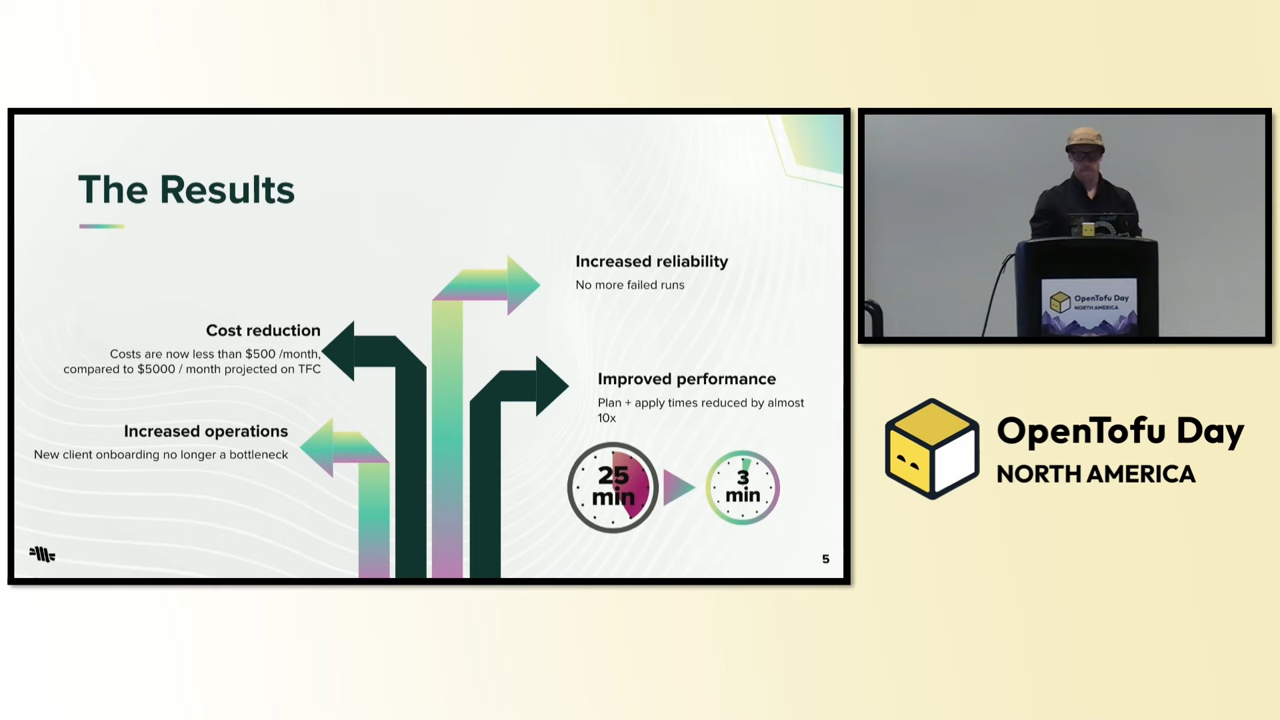 The Results
Increased reliability
No more failed runs
Cost reduction
Costs are now less than $500 /month,
compared to $5000 / month projected on TFC
Improved performance
Plan + apply times reduced by almost
10x
Increased operations
New client onboarding no longer a bottleneck
25
min
3
min
5
OpenTofu Day
NORTH AMERICA
OpenTofu Day
NORTH AMERICA